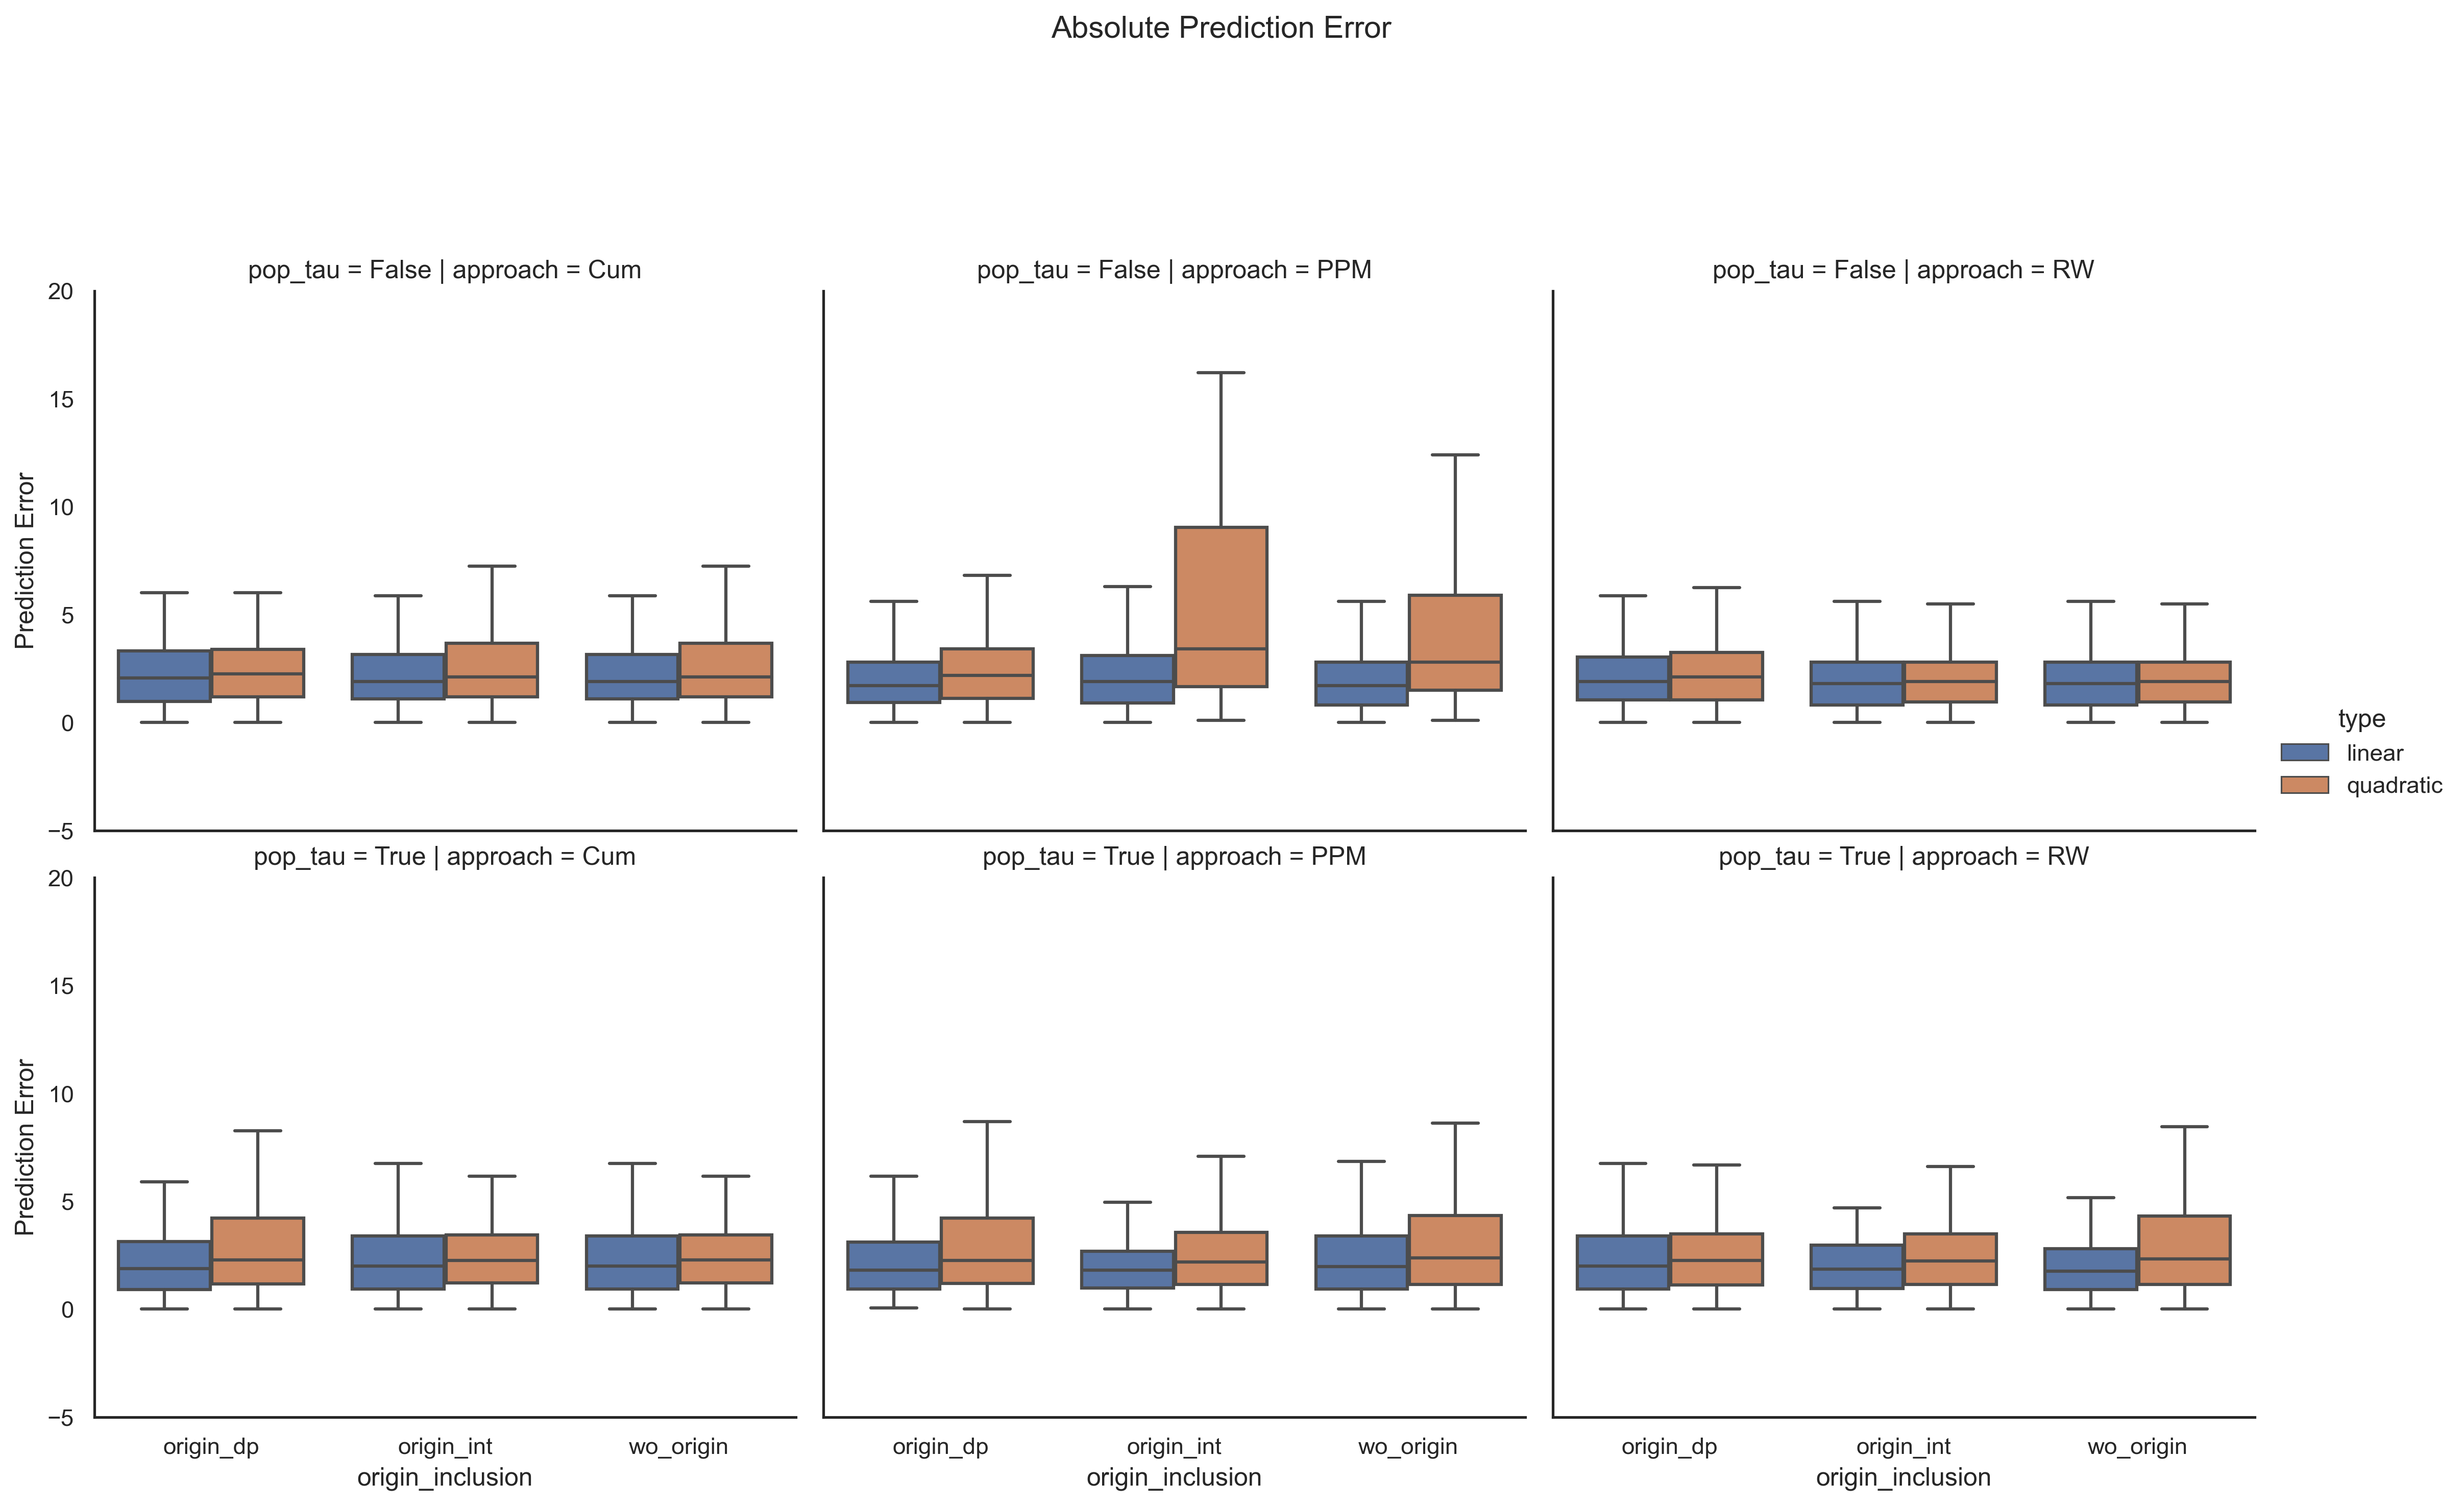 Absolute Prediction Error
pop_tau = False | approach = Cum
pop_tau = False | approach = PPM
pop_tau = False | approach = RW
20
15
10
5
0
−5
Prediction Error
type
linear
quadratic
pop_tau = True | approach = Cum
pop_tau = True | approach = PPM
pop_tau = True | approach = RW
20
15
10
5
0
−5
Prediction Error
origin_dp origin_int wo_origin
origin_inclusion
origin_dp origin_int wo_origin
origin_inclusion
origin_dp origin_int wo_origin
origin_inclusion